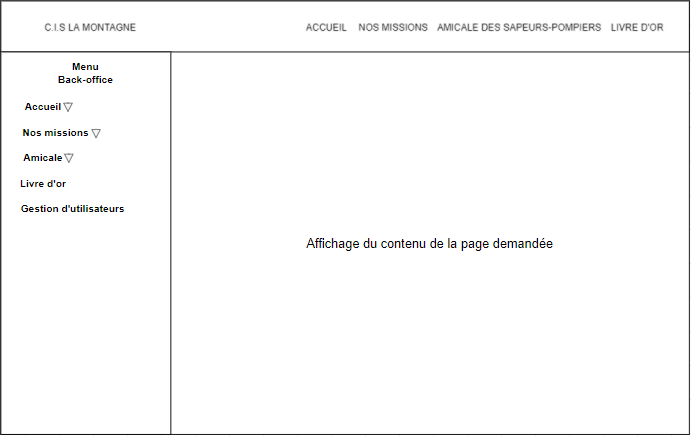 C.I.S LA MONTAGNE
ACCUEIL NOS MISSIONS AMICALE DES SAPEURS-POMPIERS LIVRE D'OR
Menu
Back-office
Accueil
Nos missions
Amicale
Livre d'or
Gestion d'utilisateurs
Affichage du contenu de la page demandée